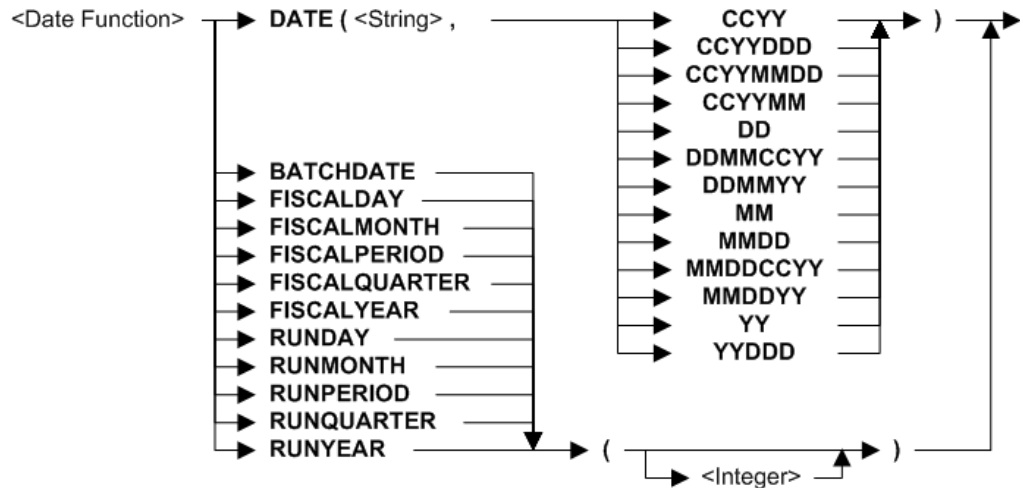 <Date Function> DATE ( <String> , CCYY )
CCYYDDD
CCYYMMDD
CCYYMM
DD
DDMMCCYY
DDMMYY
MM
MMDD
MMDDCCYY
MMDDYY
YY
YYDDD
BATCHDATE
FISCALDAY
FISCALMONTH
FISCALPERIOD
FISCALQUARTER
FISCALYEAR
RUNDAY
RUNMONTH
RUNPERIOD
RUNQUARTER
RUNYEAR ( )
<Integer>